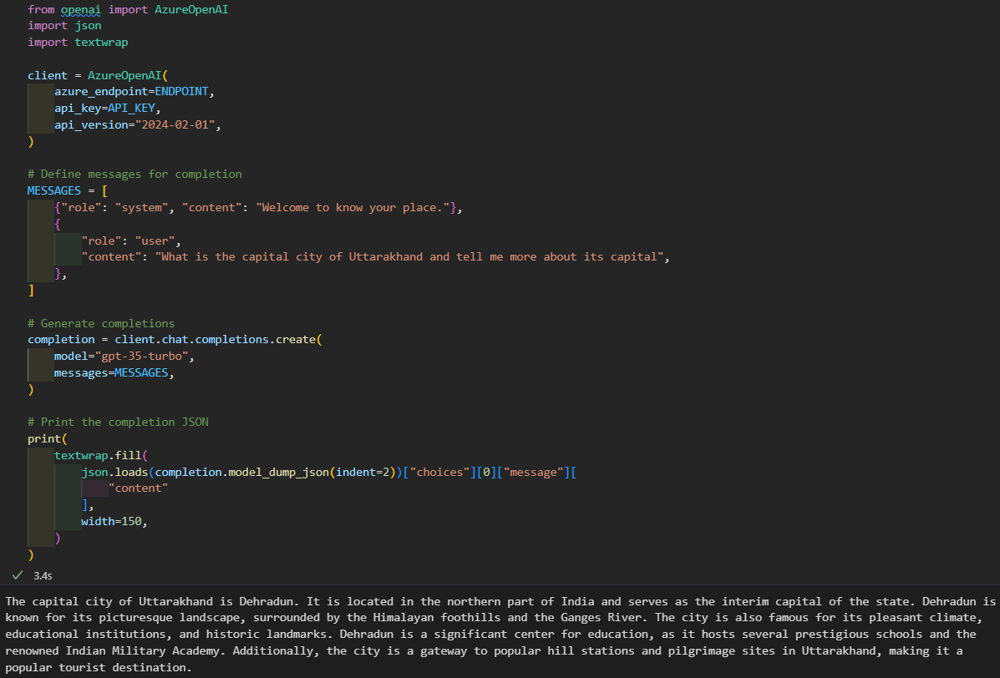 from openai import AzureOpenAI
import json
import textwrap
client = AzureOpenAI(
azure_endpoint=ENDPOINT,
api_key=API_KEY,
api_version="2024-02-01",
)
# Define messages for completion
MESSAGES = [
{"role": "system", "content": "Welcome to know your place."},
{
"role": "user",
"content": "What is the capital city of Uttarakhand and tell me more about its capital",
},
]
# Generate completions
completion = client.chat.completions.create(
model="gpt-35-turbo",
messages=MESSAGES,
)
# Print the completion JSON
print(
textwrap.fill(
json.loads(completion.model_dump_json(indent=2))["choices"][0]["message"][
"content"
],
width=150,
)
)
3.4s
The capital city of Uttarakhand is Dehradun. It is located in the northern part of India and serves as the interim capital of the state. Dehradun is
known for its picturesque landscape, surrounded by the Himalayan foothills and the Ganges River. The city is also famous for its pleasant climate,
educational institutions, and historic landmarks. Dehradun is a significant center for education, as it hosts several prestigious schools and the
renowned Indian Military Academy. Additionally, the city is a gateway to popular hill stations and pilgrimage sites in Uttarakhand, making it a
popular tourist destination.